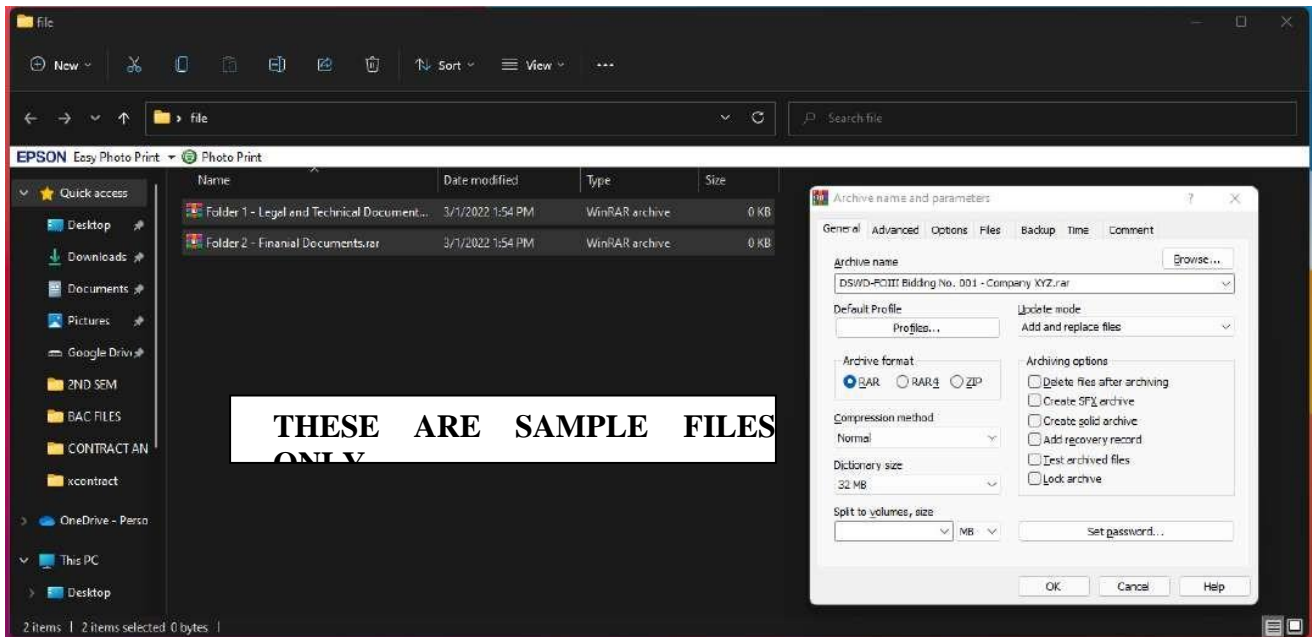 file
New Sort View ...
file Search file
EPSON Easy Photo Print Photo Print
Name Date modified Type Size
Quick access
Folder 1 - Legal and Technical Document... 3/1/2022 1:54 PM WinRAR archive 0 KB
Folder 2 - Finanial Documents.rar 3/1/2022 1:54 PM WinRAR archive 0 KB
Desktop
Downloads
Documents
Pictures
Google Driv
2ND SEM
BAC FILES
CONTRACT AN
xcontract
OneDrive - Perso
This PC
Desktop
2 items 2 items selected 0 bytes
THESE ARE SAMPLE FILES
ONLY
Archive name and parameters ? X
General Advanced Options Files Backup Time Comment
Archive name Browse...
DSWD-FOIII Bidding No. 001 - Company XYZ.rar
Default Profile Update mode
Profiles... Add and replace files
Archive format Archiving options
RAR RAR4 ZIP Delete files after archiving
Create SFX archive
Compression method Create solid archive
Normal Add recovery record
Dictionary size Test archived files
32 MB Lock archive
Split to volumes, size
MB Set password...
OK Cancel Help